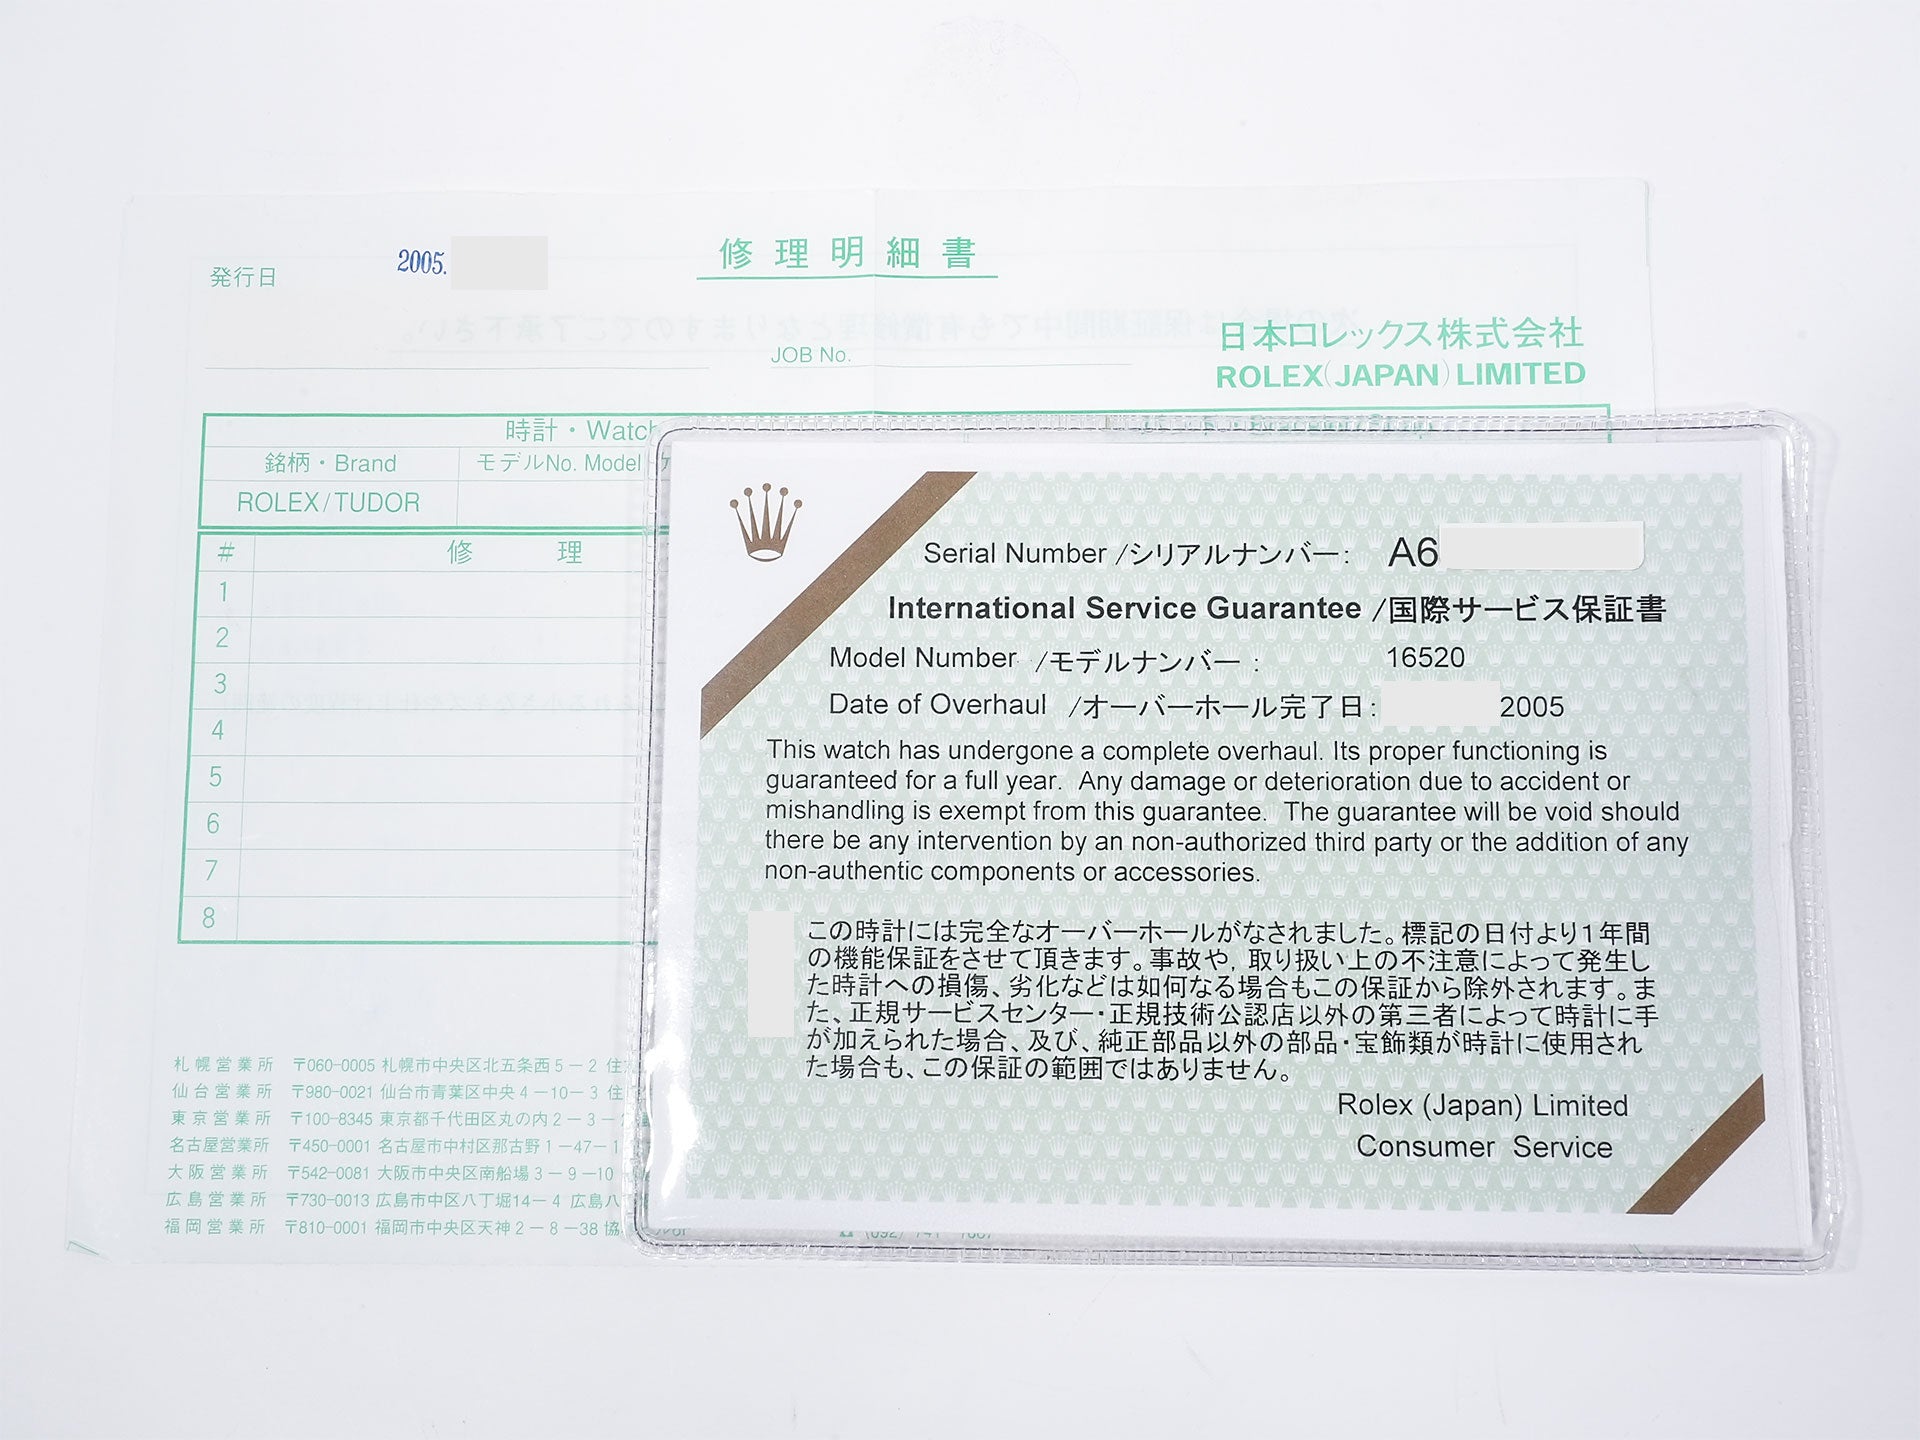 発行日
2005.
修理明細書
JOB No.
日本ロレックス株式会社
ROLEX(JAPAN)LIMITED
時計・Watch
銘柄・Brand
モデルNo. Model
ROLEX/TUDOR
# 修 理
1
2
3
4
5
6
7
8
札幌営業所 〒060-0005 札幌市中央区北五条西5-2 住
仙台営業所 〒980-0021 仙台市青葉区中央4-10-3 住
東京営業所 〒100-8345 東京都千代田区丸の内2-3-
名古屋営業所 〒450-0001 名古屋市中村区那古野1-47-1
大阪営業所 〒542-0081 大阪市中央区南船場3-9-10
広島営業所 〒730-0013 広島市中区八丁堀14-4 広島八
福岡営業所 〒810-0001 福岡市中央区天神2-8-38 協
Serial Number /シリアルナンバー: A6
International Service Guarantee /国際サービス保証書
Model Number /モデルナンバー : 16520
Date of Overhaul /オーバーホール完了日: 2005
This watch has undergone a complete overhaul. Its proper functioning is
guaranteed for a full year. Any damage or deterioration due to accident or
mishandling is exempt from this guarantee. The guarantee will be void should
there be any intervention by an non-authorized third party or the addition of any
non-authentic components or accessories.
この時計には完全なオーバーホールがなされました。標記の日付より1年間
の機能保証をさせて頂きます。事故や, 取り扱い上の不注意によって発生し
た時計への損傷、劣化などは如何なる場合もこの保証から除外されます。ま
た、正規サービスセンター・正規技術公認店以外の第三者によって時計に手
が加えられた場合、及び、純正部品以外の部品・宝飾類が時計に使用され
た場合も、この保証の範囲ではありません。
Rolex (Japan) Limited
Consumer Service